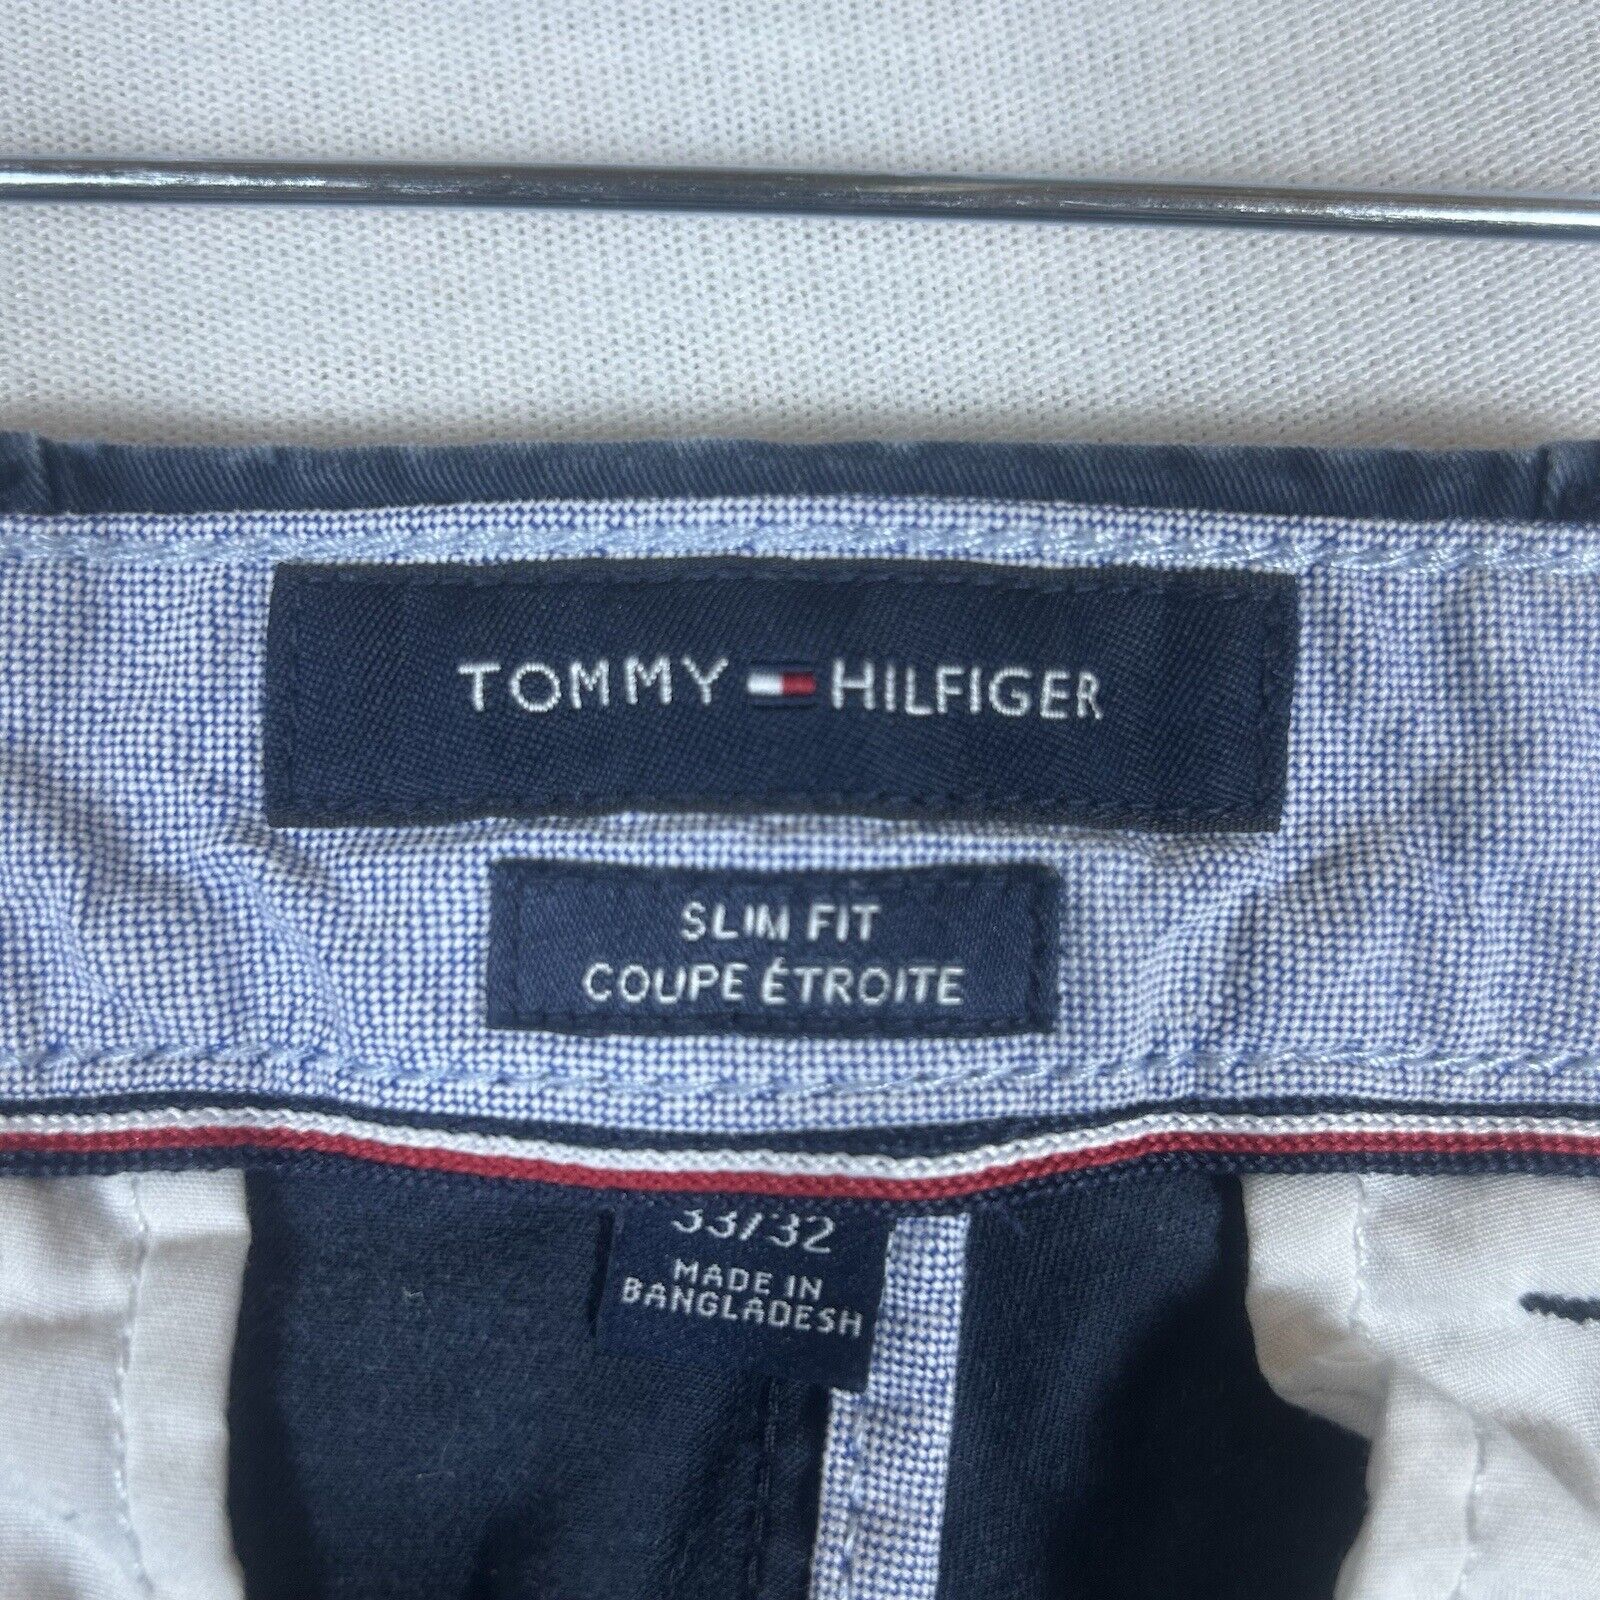 TOMMY HILFIGER
SLIM FIT
COUPE ÉTROITE
33/32
MADE IN
BANGLADESH